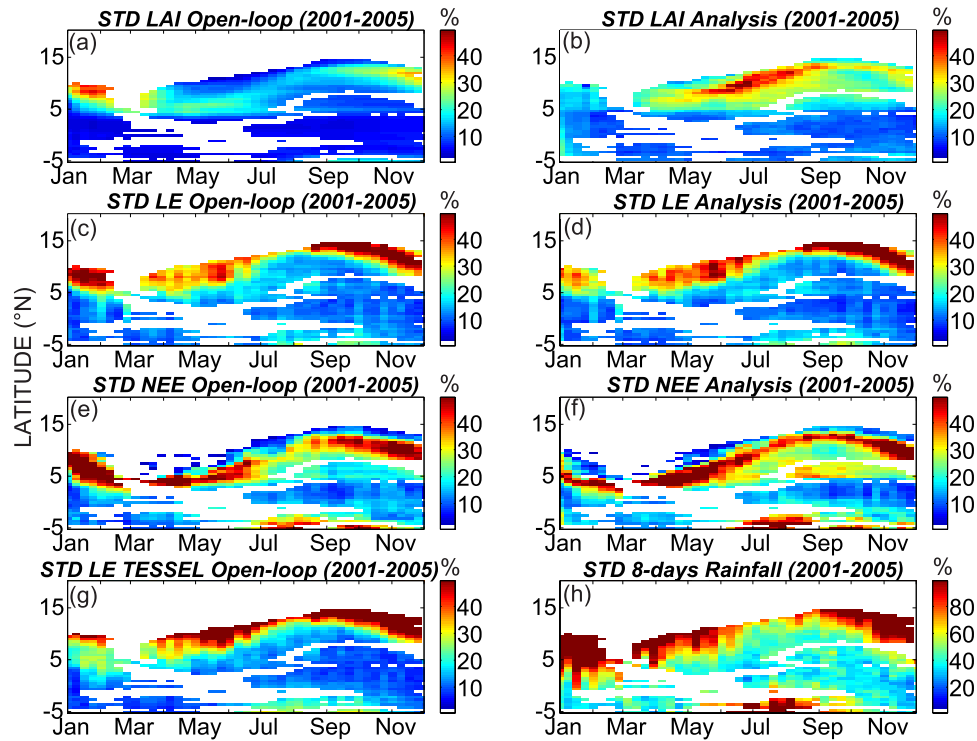 STD LAI Open-loop (2001-2005)
%
(a)
15
5
-5
40
30
20
10
Jan Mar May Jul Sep Nov
STD LAI Analysis (2001-2005)
%
(b)
15
5
-5
40
30
20
10
Jan Mar May Jul Sep Nov
STD LE Open-loop (2001-2005)
%
(c)
15
5
-5
40
30
20
10
Jan Mar May Jul Sep Nov
STD LE Analysis (2001-2005)
%
(d)
15
5
-5
40
30
20
10
Jan Mar May Jul Sep Nov
LATITUDE (°N)
STD NEE Open-loop (2001-2005)
%
(e)
15
5
-5
40
30
20
10
Jan Mar May Jul Sep Nov
STD NEE Analysis (2001-2005)
%
(f)
15
5
-5
40
30
20
10
Jan Mar May Jul Sep Nov
STD LE TESSEL Open-loop (2001-2005)
%
(g)
15
5
-5
40
30
20
10
Jan Mar May Jul Sep Nov
STD 8-days Rainfall (2001-2005)
%
(h)
15
5
-5
80
60
40
20
Jan Mar May Jul Sep Nov